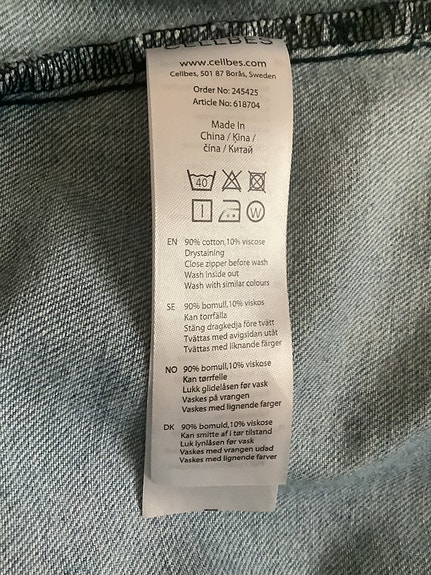 CELLBES
www.cellbes.com
Cellbes, 501 87 Borås, Sweden
Order No: 245425
Article No: 618704
Made In
China / Ķīna /
čína / Китай
40
W
EN 90% cotton,10% viscose
Drystaining
Close zipper before wash
Wash inside out
Wash with similar colours
SE 90% bomull,10% viskos
Kan torrfälla
Stäng dragkedja före tvätt
Tvättas med avigsidan utåt
Tvättas med liknande färger
NO 90% bomull,10% viskose
Kan tørrfelle
Lukk glidelåsen før vask
Vaskes på vrangen
Vaskes med lignende farger
DK 90% bomuld,10% viskose
Kan smitte af i tør tilstand
Luk lynlåsen før vask
Vaskes med vrangen udad
Vaskes med lignende farver